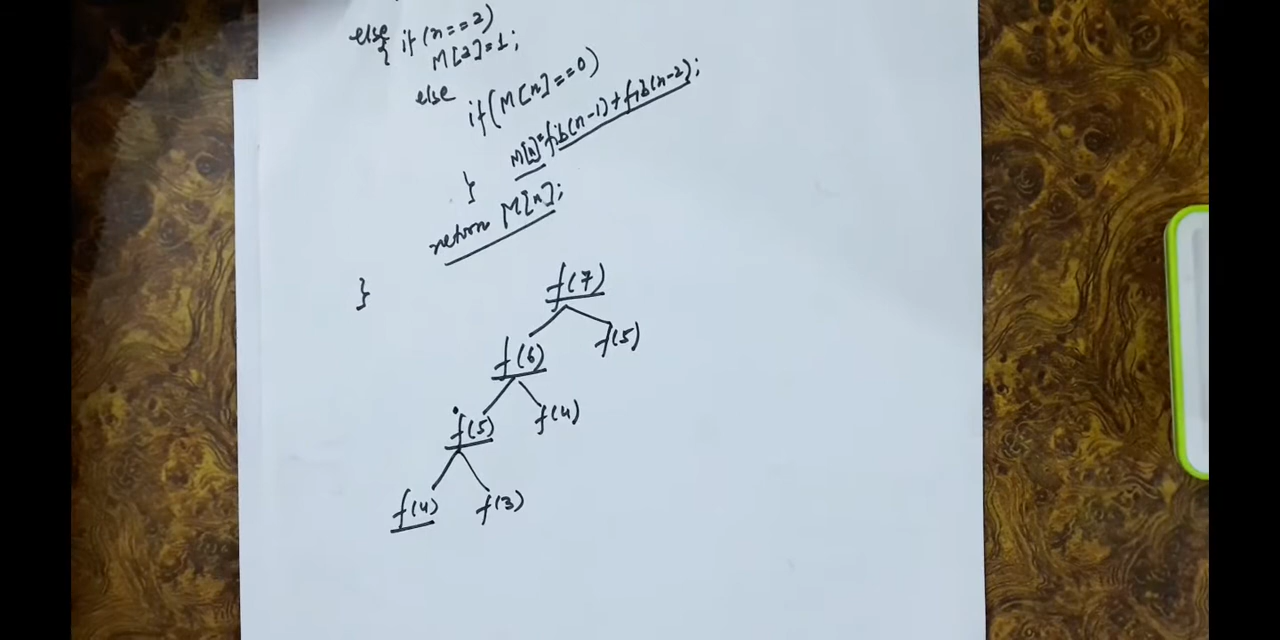 else
{ if(n==2)
M[2]=1;
else
if(M[n]==0)
M[n]=fib(n-1)+fib(n-2);
}
return M[n];
}
f(7)
f(6) f(5)
f(5) f(4)
f(4) f(3)